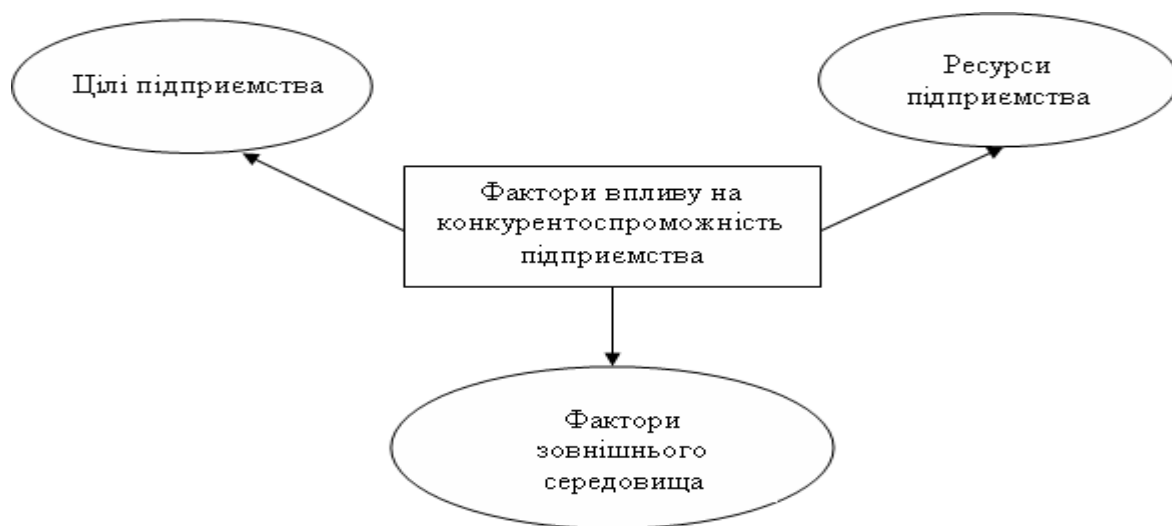 Цілі підприємства
Ресурси
підприємства
Фактори впливу на
конкурентоспроможність
підприємства
Фактори
зовнішнього
середовища